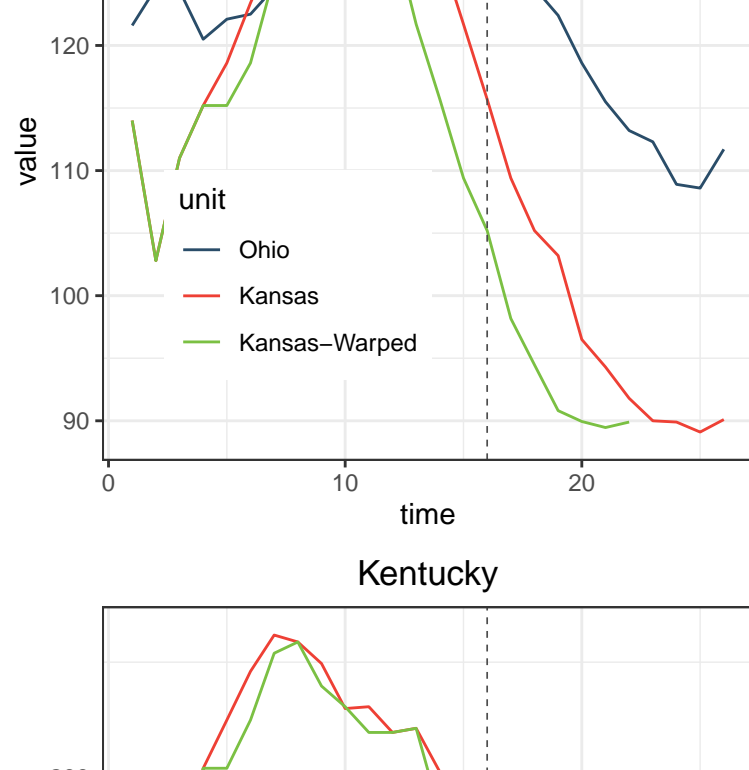 120
110
100
90
value
unit
Ohio
Kansas
Kansas−Warped
0 10 20
time
Kentucky